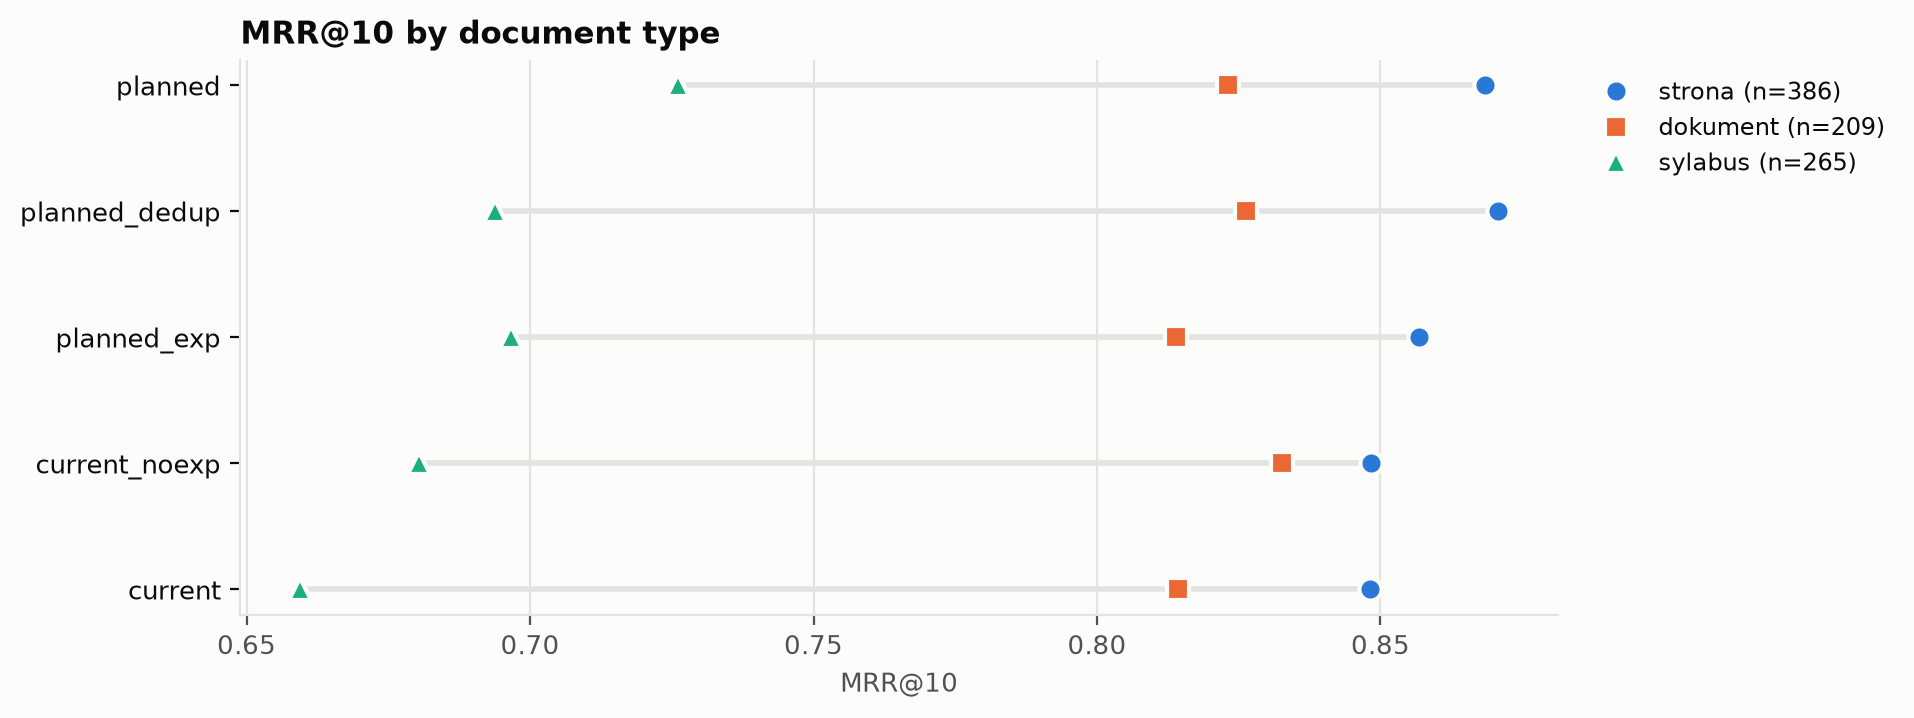 MRR@10 by document type
planned
planned_dedup
planned_exp
current_noexp
current
0.65 0.70 0.75 0.80 0.85
MRR@10
strona (n=386)
dokument (n=209)
sylabus (n=265)